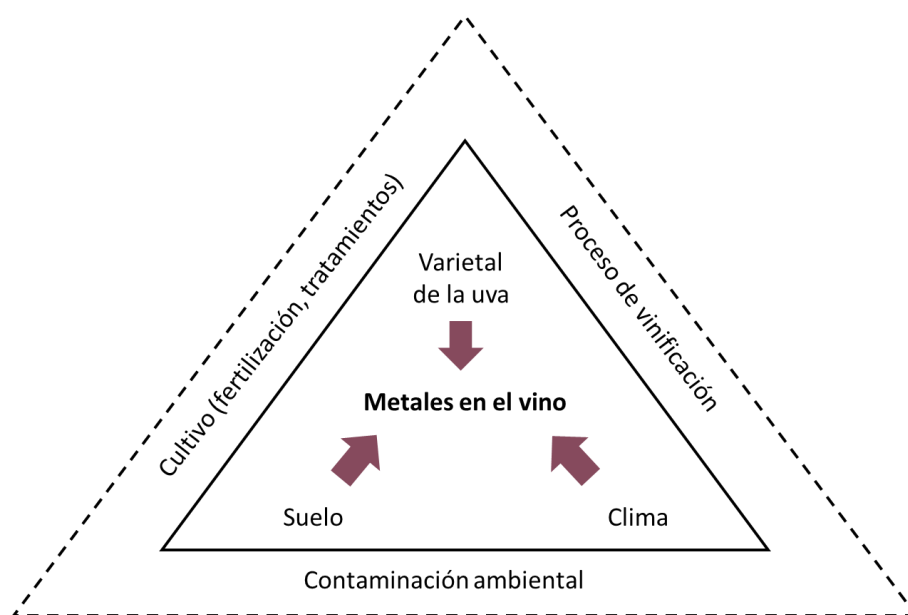 Cultivo (fertilización, tratamientos)
Proceso de vinificación
Varietal
de la uva
Metales en el vino
Suelo
Clima
Contaminación ambiental